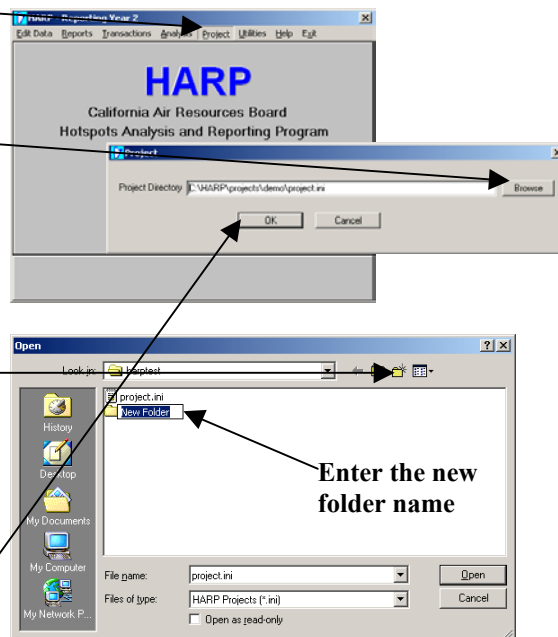 HARP - Reporting Year 2
Edit Data Reports Transactions Analysis Project Utilities Help Exit
HARP
California Air Resources Board
Hotspots Analysis and Reporting Program
Project
Project Directory C:\HARP\projects\demo\project.ini Browse
OK Cancel
Open
Look in: harptest
project.ini
New Folder
History
Desktop
My Documents
My Computer
My Network P...
Enter the new
folder name
File name: project.ini Open
Files of type: HARP Projects (*.ini) Cancel
Open as read-only